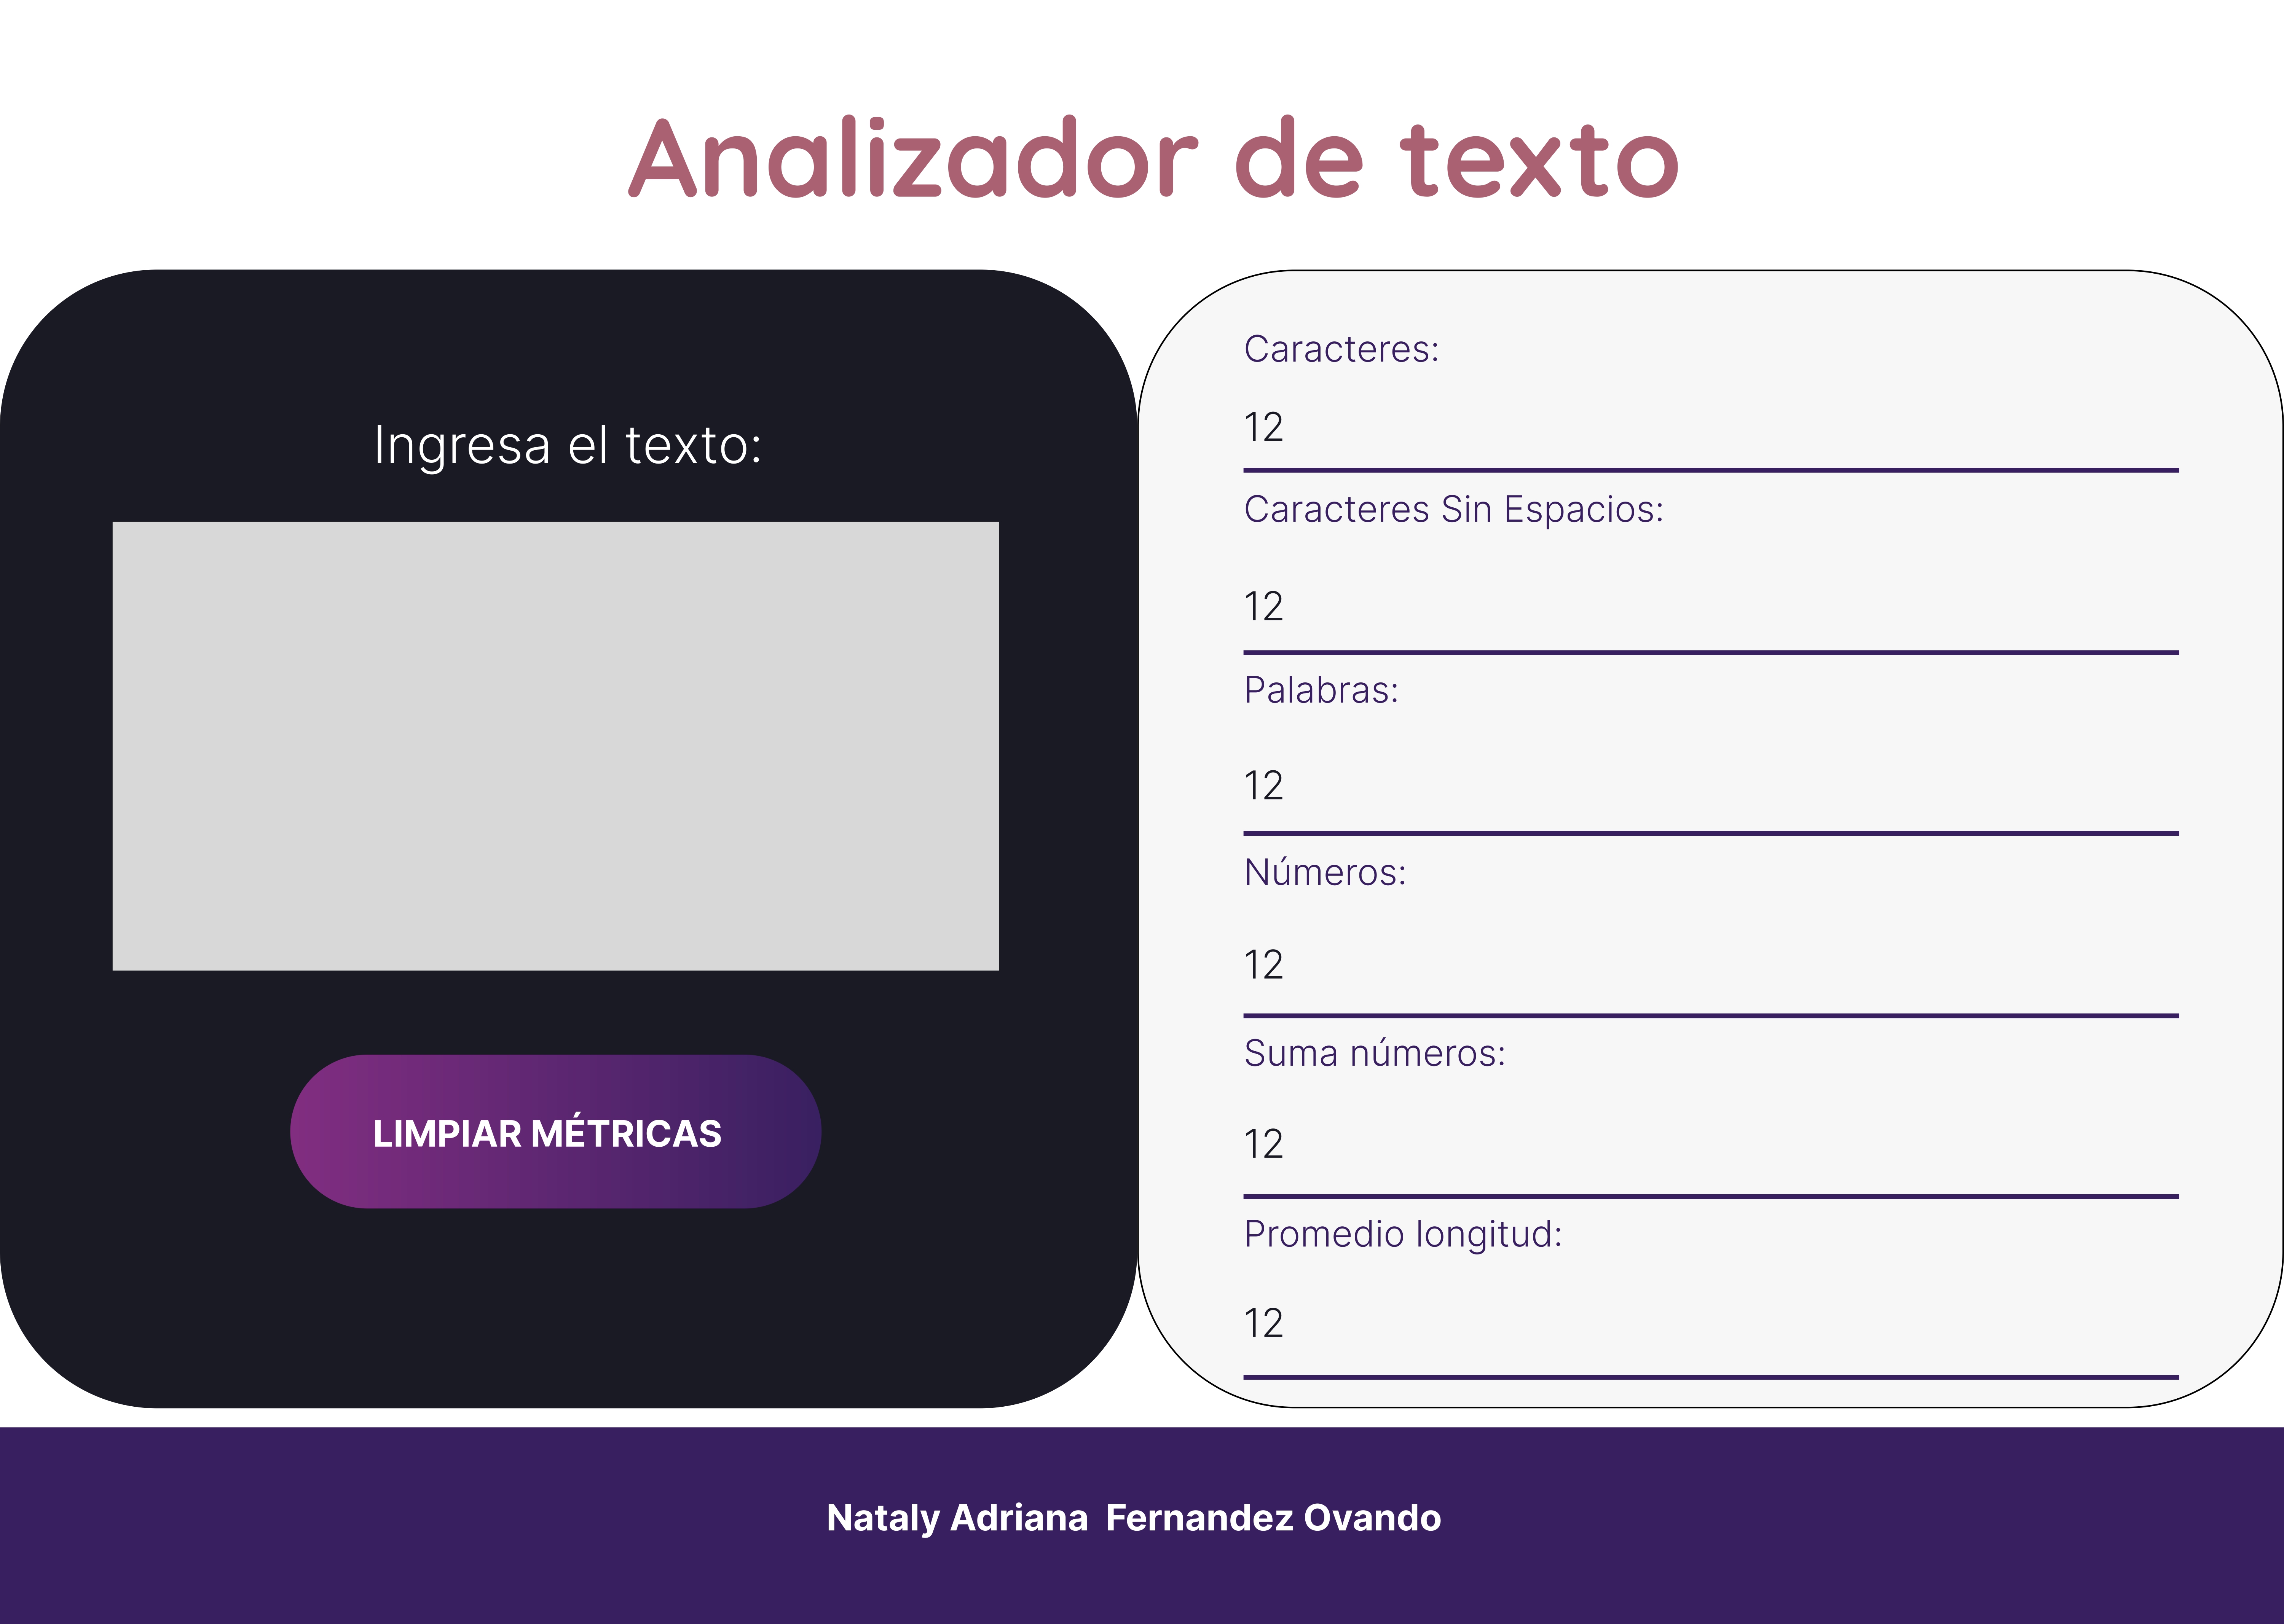 Analizador de texto
Ingresa el texto:
LIMPIAR MÉTRICAS
Caracteres:
12
Caracteres Sin Espacios:
12
Palabras:
12
Números:
12
Suma números:
12
Promedio longitud:
12
Nataly Adriana  Fernandez Ovando